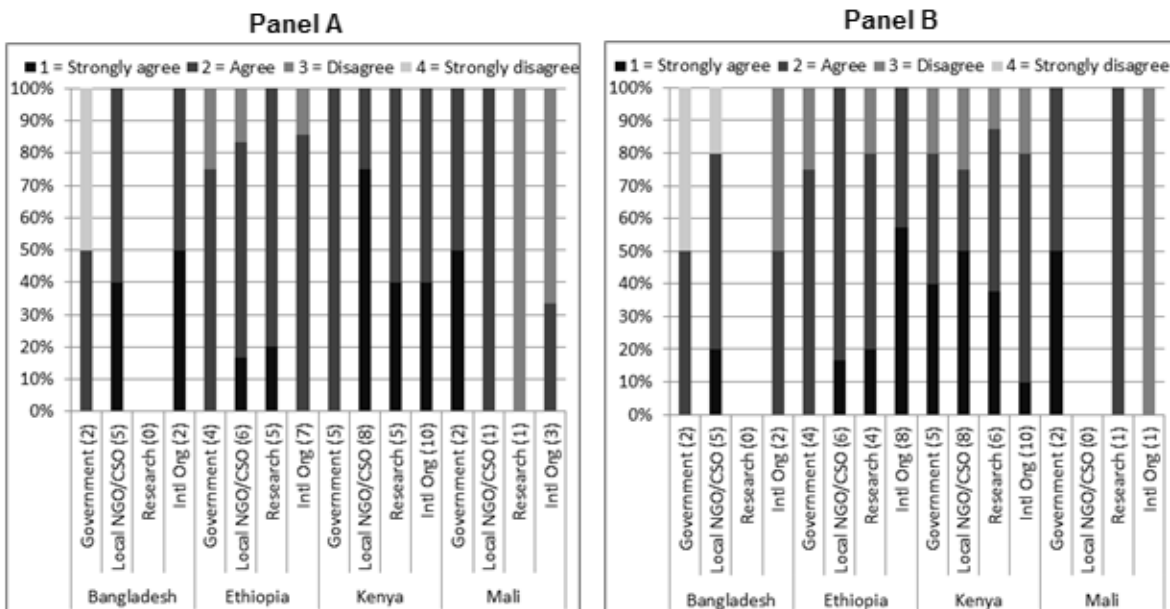 Panel A
1 = Strongly agree 2 = Agree 3 = Disagree 4 = Strongly disagree
100%
90%
80%
70%
60%
50%
40%
30%
20%
10%
0%
Government (2)
Local NGO/CSO (5)
Research (0)
Intl Org (2)
Government (4)
Local NGO/CSO (6)
Research (5)
Intl Org (7)
Government (5)
Local NGO/CSO (8)
Research (5)
Intl Org (10)
Government (2)
Local NGO/CSO (1)
Research (1)
Intl Org (3)
Bangladesh Ethiopia Kenya Mali
Panel B
1 = Strongly agree 2 = Agree 3 = Disagree 4 = Strongly disagree
100%
90%
80%
70%
60%
50%
40%
30%
20%
10%
0%
Government (2)
Local NGO/CSO (5)
Research (0)
Intl Org (2)
Government (4)
Local NGO/CSO (6)
Research (4)
Intl Org (8)
Government (5)
Local NGO/CSO (8)
Research (6)
Intl Org (10)
Government (2)
Local NGO/CSO (0)
Research (1)
Intl Org (1)
Bangladesh Ethiopia Kenya Mali